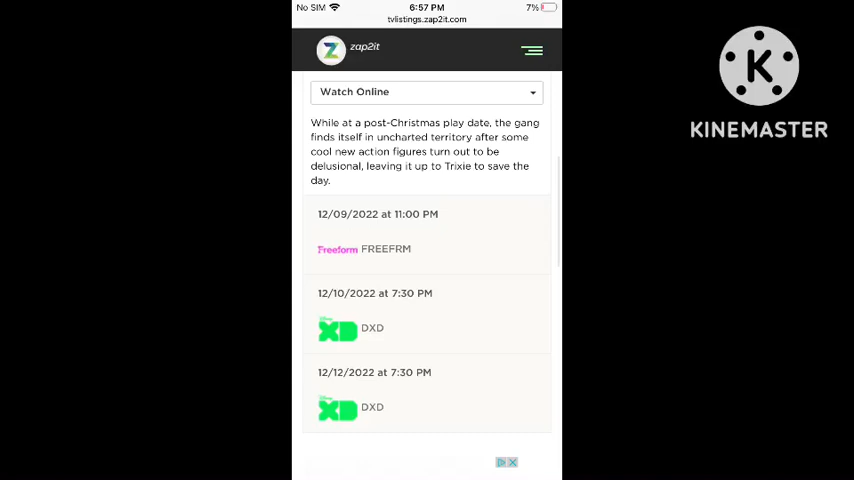 No SIM 6:57 PM 7%
tvlistings.zap2it.com
Z zap2it
Watch Online
While at a post-Christmas play date, the gang
finds itself in uncharted territory after some
cool new action figures turn out to be
delusional, leaving it up to Trixie to save the
day.
12/09/2022 at 11:00 PM
Freeform FREEFRM
12/10/2022 at 7:30 PM
Disney XD DXD
12/12/2022 at 7:30 PM
Disney XD DXD
K
KINEMASTER